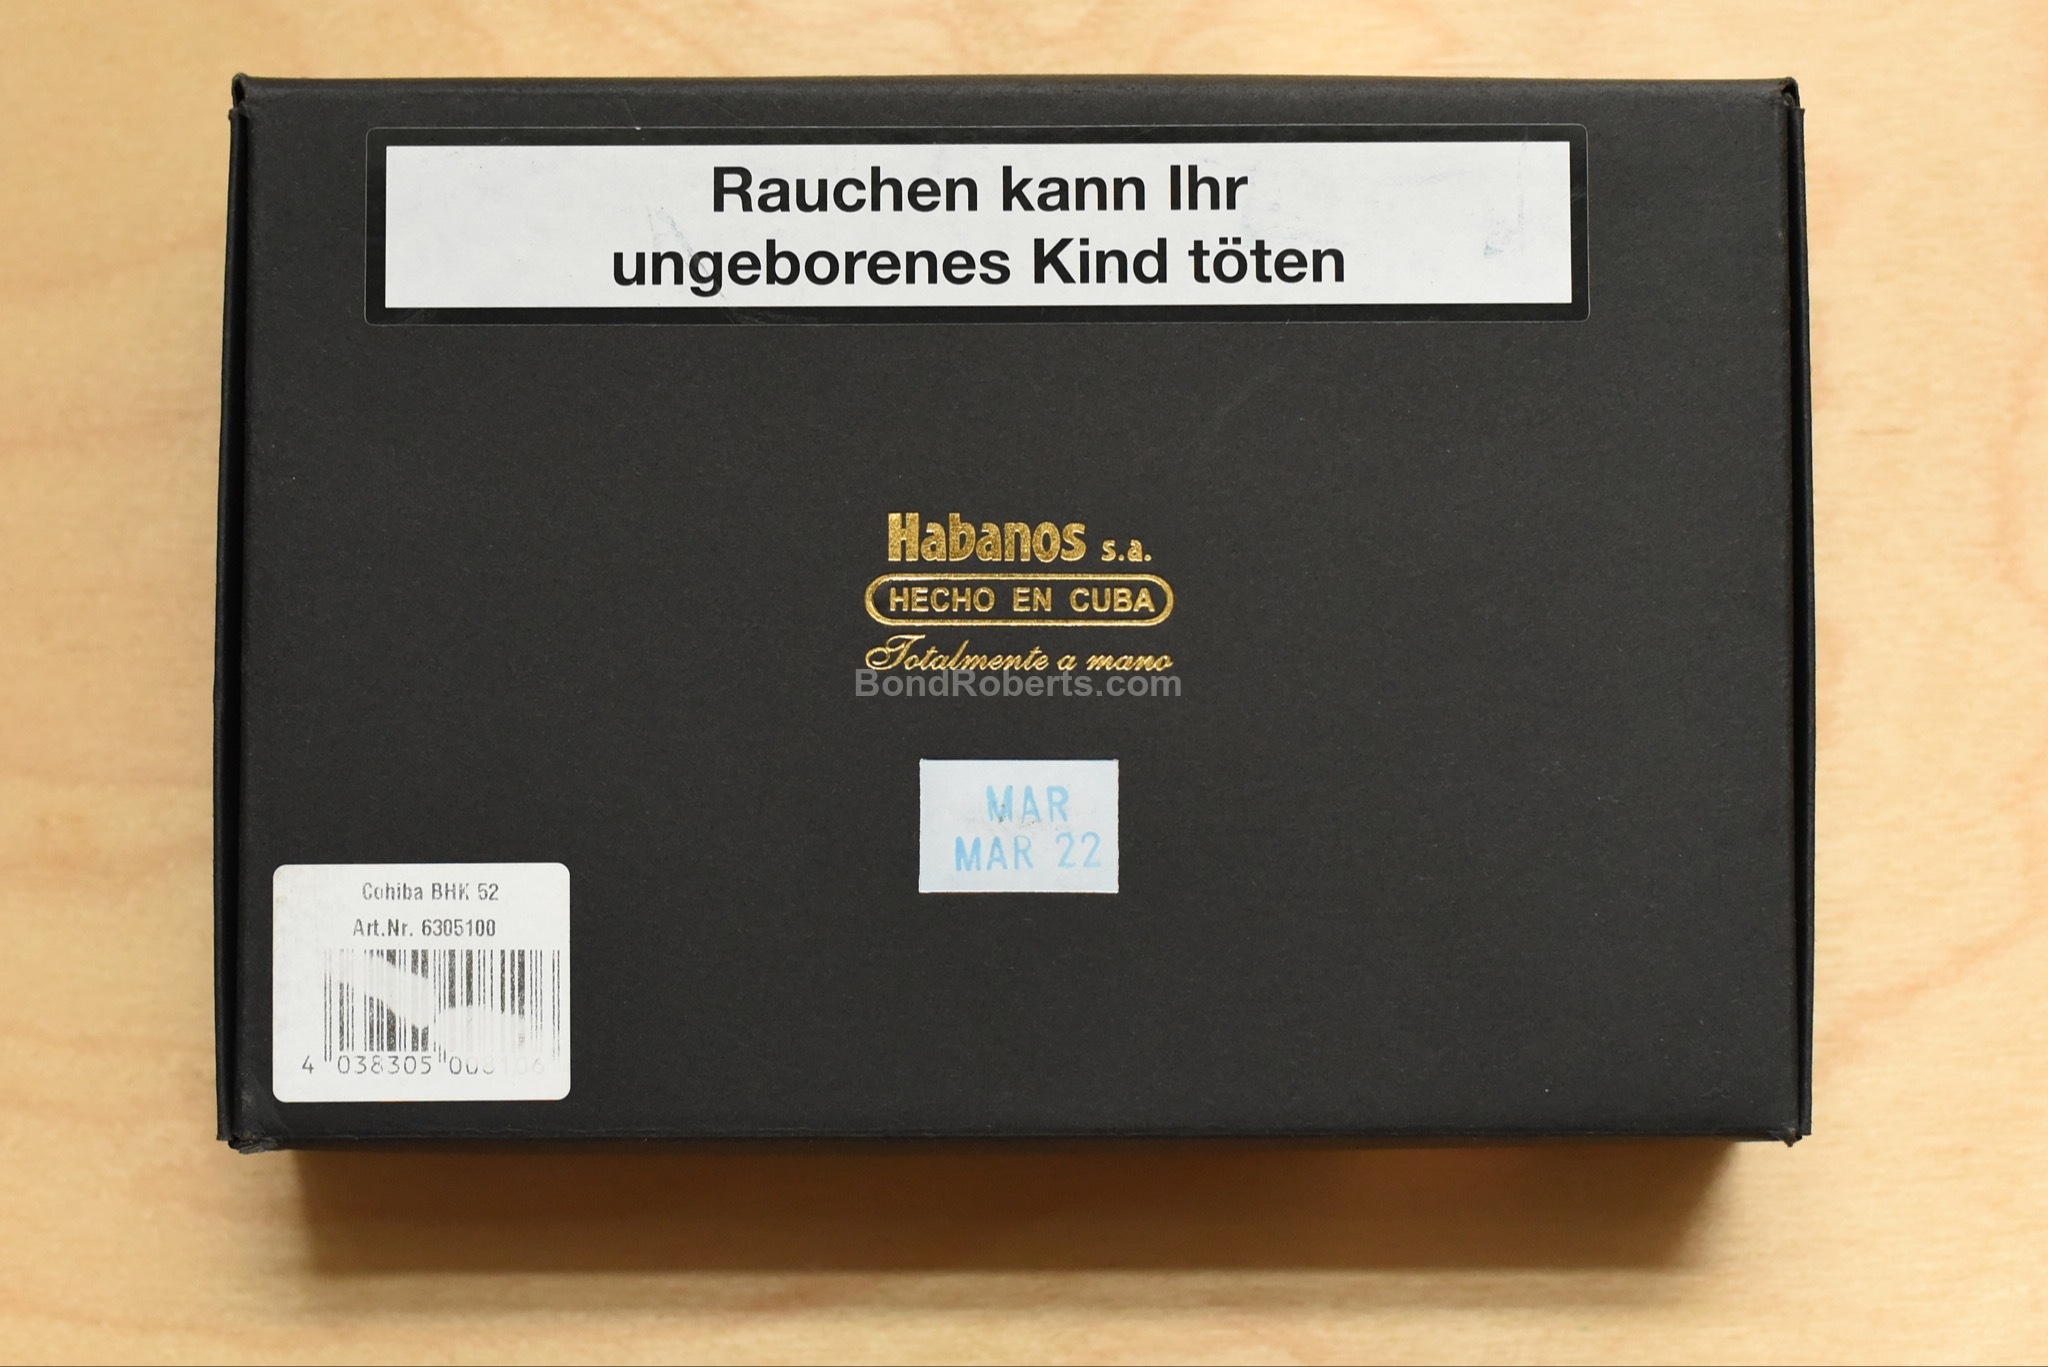 Rauchen kann Ihr
ungeborenes Kind töten
Habanos s.a.
HECHO EN CUBA
Totalmente a mano
BondRoberts.com
MAR
MAR 22
Cohiba BHK 52
Art.Nr. 6305100
4 038305 008106